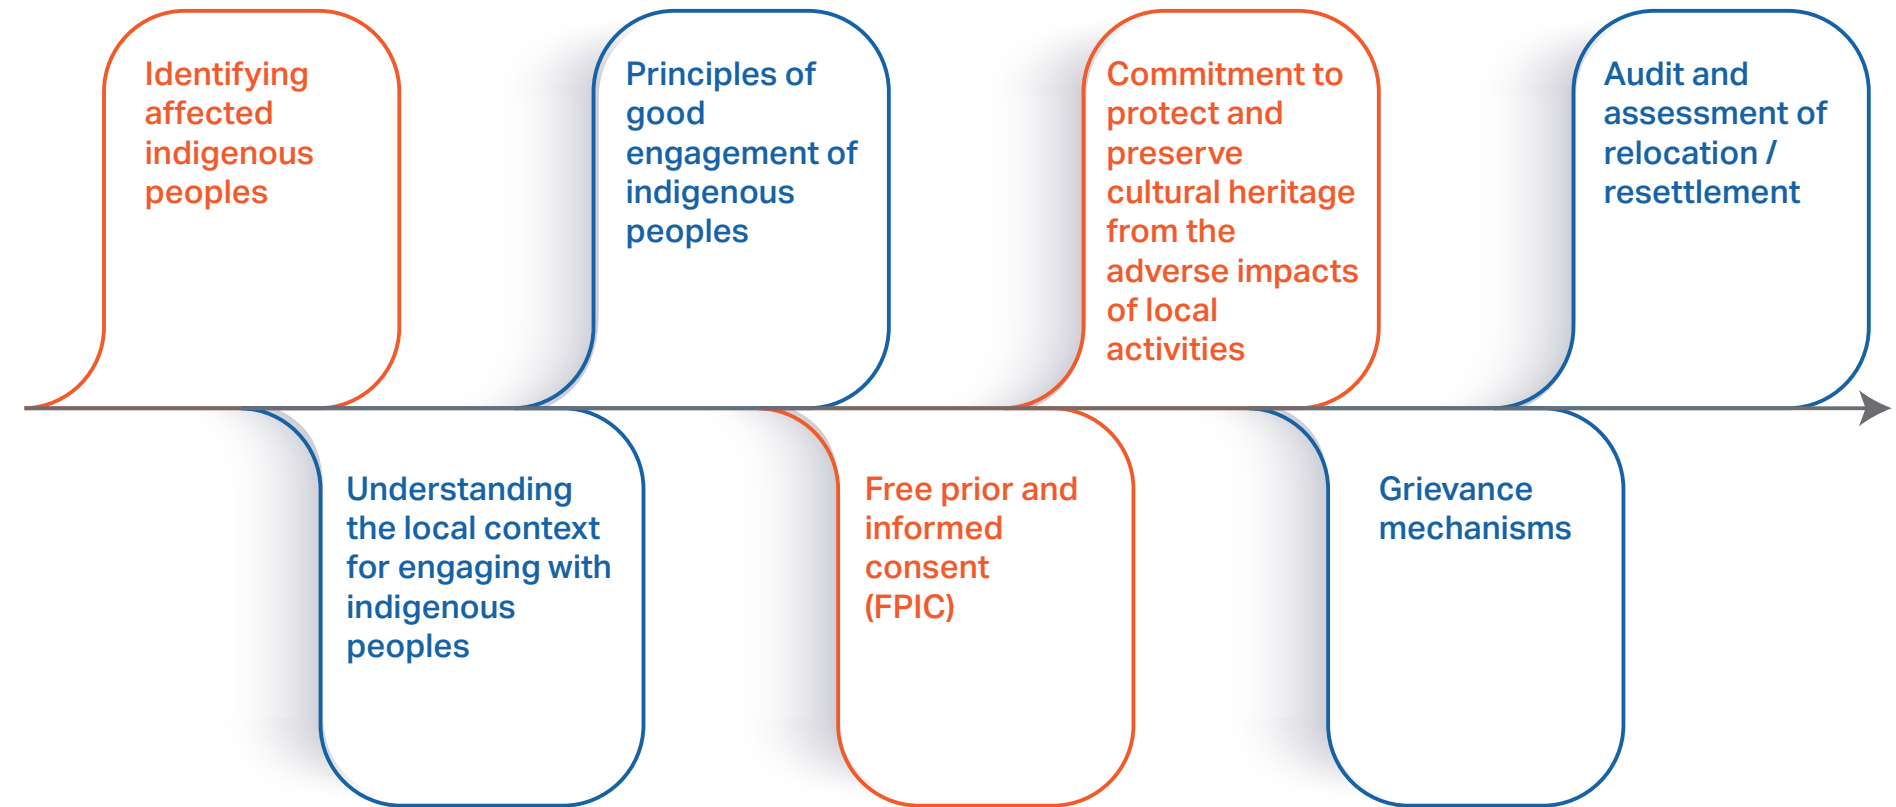 Identifying
affected
indigenous
peoples
Understanding
the local context
for engaging with
indigenous
peoples
Principles of
good
engagement of
indigenous
peoples
Free prior and
informed
consent
(FPIC)
Commitment to
protect and
preserve
cultural heritage
from the
adverse impacts
of local
activities
Grievance
mechanisms
Audit and
assessment of
relocation /
resettlement